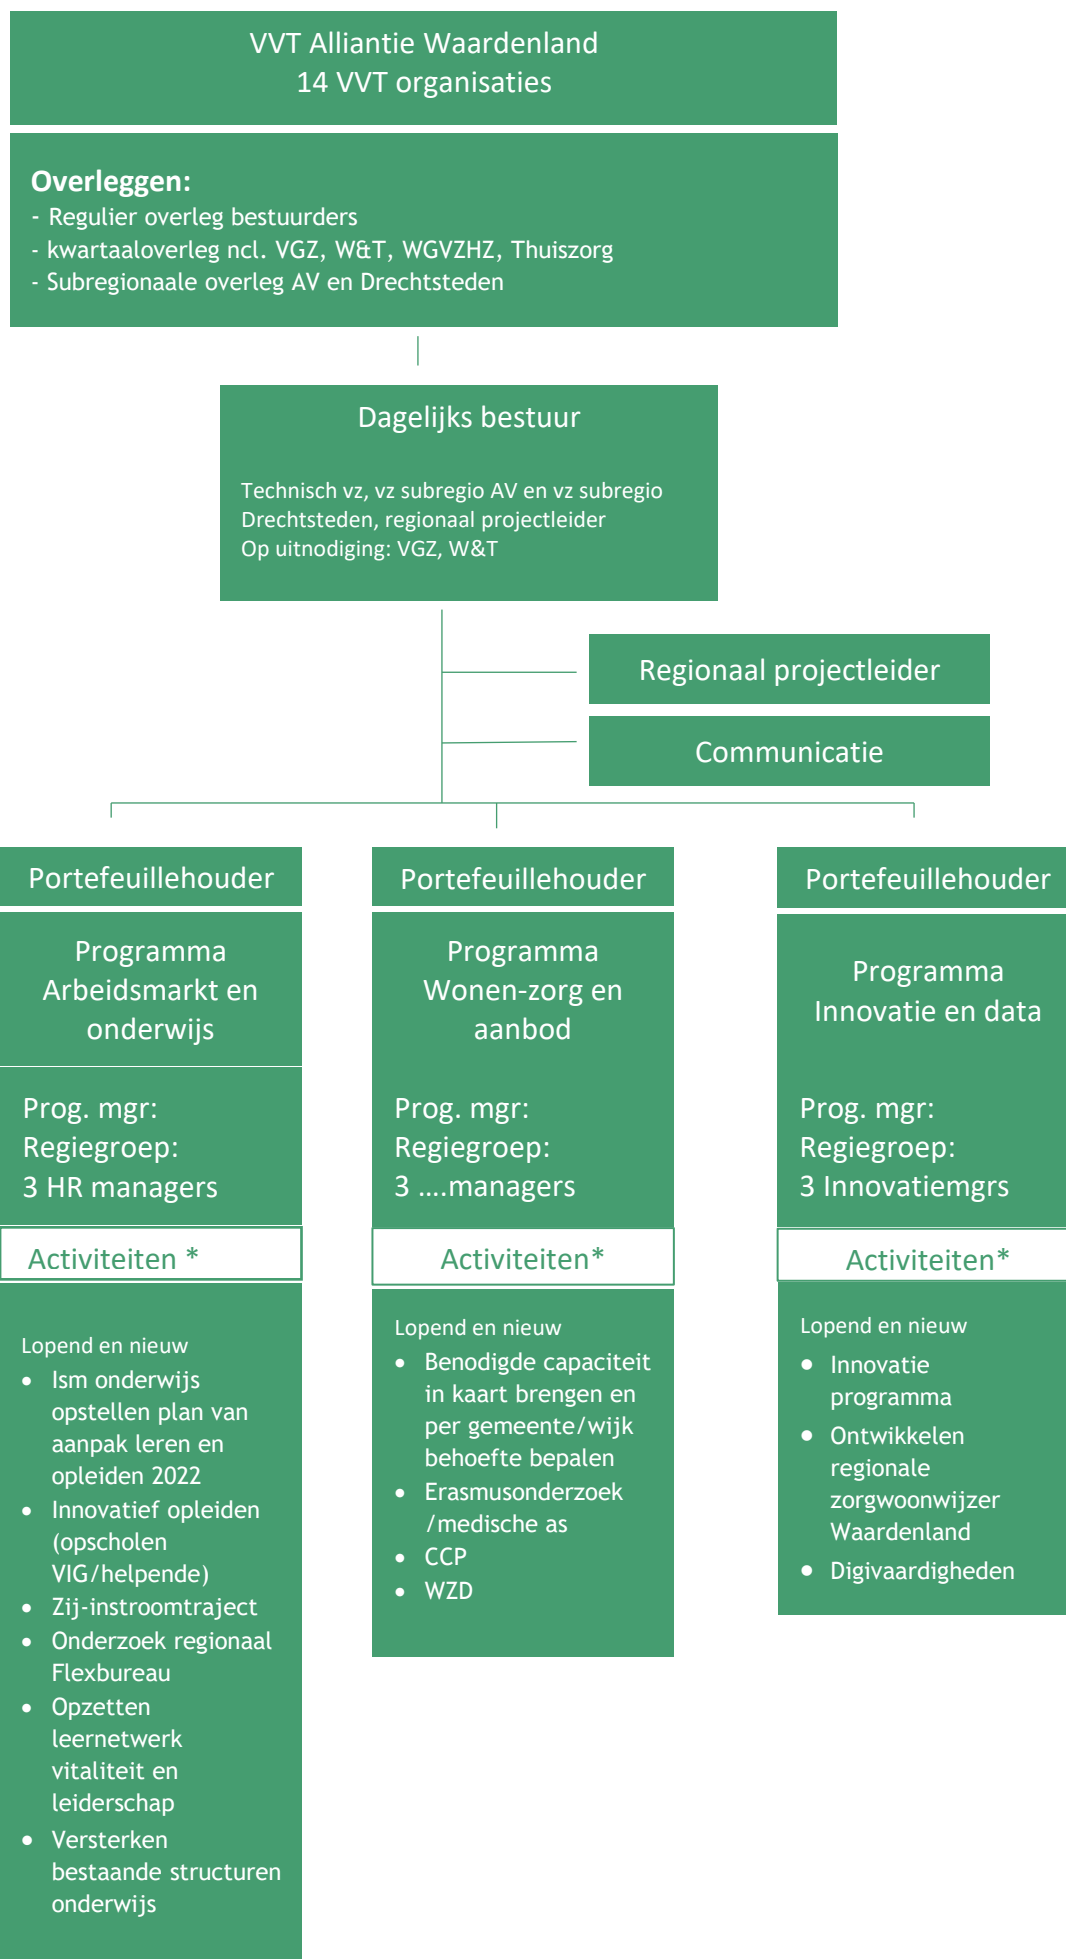 VVT Alliantie Waardenland
14 VVT organisaties
Overleggen:
- Regulier overleg bestuurders
- kwartaaloverleg ncl. VGZ, W&T, WGVZHZ, Thuiszorg
- Subregionaale overleg AV en Drechtsteden
Dagelijks bestuur
Technisch vz, vz subregio AV en vz subregio
Drechtsteden, regionaal projectleider
Op uitnodiging: VGZ, W&T
Regionaal projectleider
Communicatie
Portefeuillehouder
Programma
Arbeidsmarkt en
onderwijs
Prog. mgr:
Regiegroep:
3 HR managers
Activiteiten *
Lopend en nieuw
• Ism onderwijs
opstellen plan van
aanpak leren en
opleiden 2022
• Innovatief opleiden
(opscholen
VIG/helpende)
• Zij-instroomtraject
• Onderzoek regionaal
Flexbureau
• Opzetten
leernetwerk
vitaliteit en
leiderschap
• Versterken
bestaande structuren
onderwijs
Portefeuillehouder
Programma
Wonen-zorg en
aanbod
Prog. mgr:
Regiegroep:
3 ....managers
Activiteiten*
Lopend en nieuw
• Benodigde capaciteit
in kaart brengen en
per gemeente/wijk
behoefte bepalen
• Erasmusonderzoek
/medische as
• CCP
• WZD
Portefeuillehouder
Programma
Innovatie en data
Prog. mgr:
Regiegroep:
3 Innovatiemgrs
Activiteiten*
Lopend en nieuw
• Innovatie
programma
• Ontwikkelen
regionale
zorgwoonwijzer
Waardenland
• Digivaardigheden